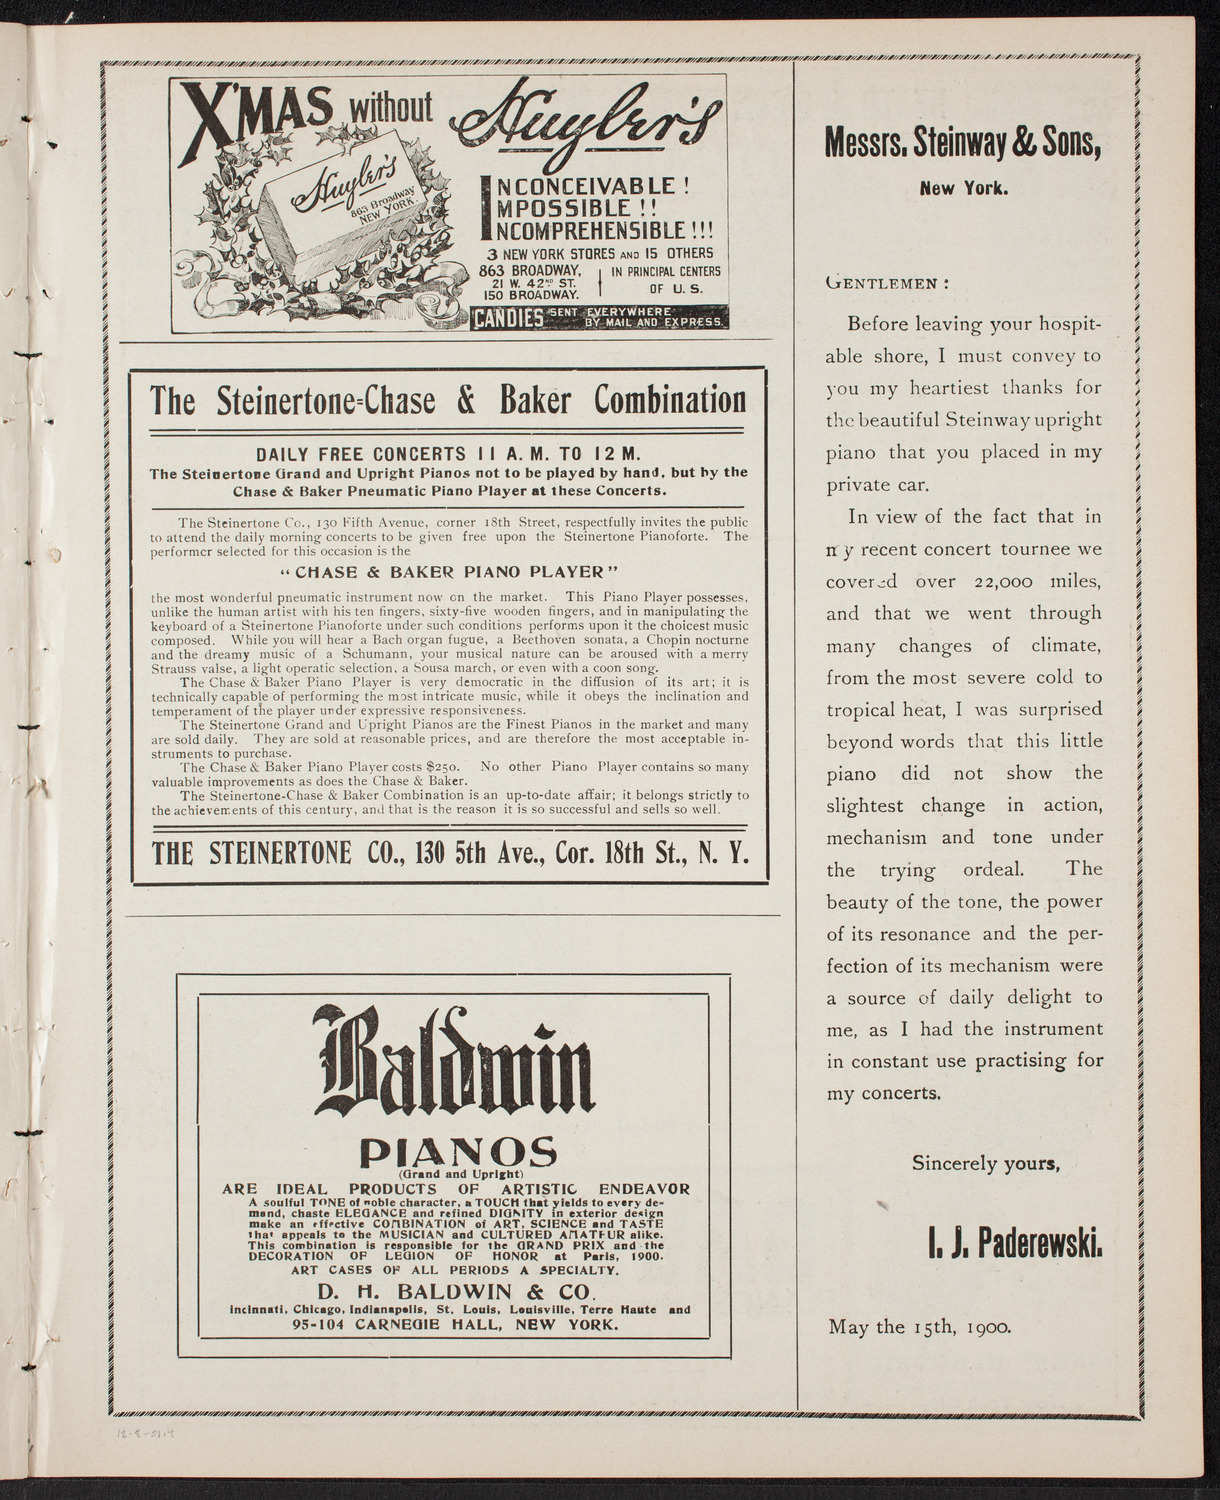 X'MAS without Huyler's
Huyler's
863 Broadway
NEW YORK.
INCONCEIVABLE!
IMPOSSIBLE!!
INCOMPREHENSIBLE!!!
3 NEW YORK STORES AND 15 OTHERS
863 BROADWAY,
21 W. 42ND ST.
150 BROADWAY.
IN PRINCIPAL CENTERS
OF U. S.
CANDIES SENT EVERYWHERE
BY MAIL AND EXPRESS.
The Steinertone-Chase & Baker Combination
DAILY FREE CONCERTS 11 A. M. TO 12 M.
The Steinertone Grand and Upright Pianos not to be played by hand, but by the
Chase & Baker Pneumatic Piano Player at these Concerts.
The Steinertone Co., 130 Fifth Avenue, corner 18th Street, respectfully invites the public
to attend the daily morning concerts to be given free upon the Steinertone Pianoforte. The
performer selected for this occasion is the
"CHASE & BAKER PIANO PLAYER"
the most wonderful pneumatic instrument now on the market. This Piano Player possesses,
unlike the human artist with his ten fingers, sixty-five wooden fingers, and in manipulating the
keyboard of a Steinertone Pianoforte under such conditions performs upon it the choicest music
composed. While you will hear a Bach organ fugue, a Beethoven sonata, a Chopin nocturne
and the dreamy music of a Schumann, your musical nature can be aroused with a merry
Strauss valse, a light operatic selection, a Sousa march, or even with a coon song.
The Chase & Baker Piano Player is very democratic in the diffusion of its art; it is
technically capable of performing the most intricate music, while it obeys the inclination and
temperament of the player under expressive responsiveness.
The Steinertone Grand and Upright Pianos are the Finest Pianos in the market and many
are sold daily. They are sold at reasonable prices, and are therefore the most acceptable in-
struments to purchase.
The Chase & Baker Piano Player costs $250. No other Piano Player contains so many
valuable improvements as does the Chase & Baker.
The Steinertone-Chase & Baker Combination is an up-to-date affair; it belongs strictly to
the achievements of this century, and that is the reason it is so successful and sells so well.
THE STEINERTONE CO., 130 5th Ave., Cor. 18th St., N. Y.
Baldwin
PIANOS
(Grand and Upright)
ARE IDEAL PRODUCTS OF ARTISTIC ENDEAVOR
A soulful TONE of noble character, a TOUCH that yields to every de-
mand, chaste ELEGANCE and refined DIGNITY in exterior design
make an effective COMBINATION of ART, SCIENCE and TASTE
that appeals to the MUSICIAN and CULTURED AMATEUR alike.
This combination is responsible for the GRAND PRIX and the
DECORATION OF LEGION OF HONOR at Paris, 1900.
ART CASES OF ALL PERIODS A SPECIALTY.
D. H. BALDWIN & CO.
incinnati, Chicago, Indianapolis, St. Louis, Louisville, Terre Haute and
95-104 CARNEGIE HALL, NEW YORK.
Messrs. Steinway & Sons,
New York.
GENTLEMEN:
Before leaving your hospit-
able shore, I must convey to
you my heartiest thanks for
the beautiful Steinway upright
piano that you placed in my
private car.
In view of the fact that in
my recent concert tournee we
covered over 22,000 miles,
and that we went through
many changes of climate,
from the most severe cold to
tropical heat, I was surprised
beyond words that this little
piano did not show the
slightest change in action,
mechanism and tone under
the trying ordeal. The
beauty of the tone, the power
of its resonance and the per-
fection of its mechanism were
a source of daily delight to
me, as I had the instrument
in constant use practising for
my concerts.
Sincerely yours,
I. J. Paderewski.
May the 15th, 1900.